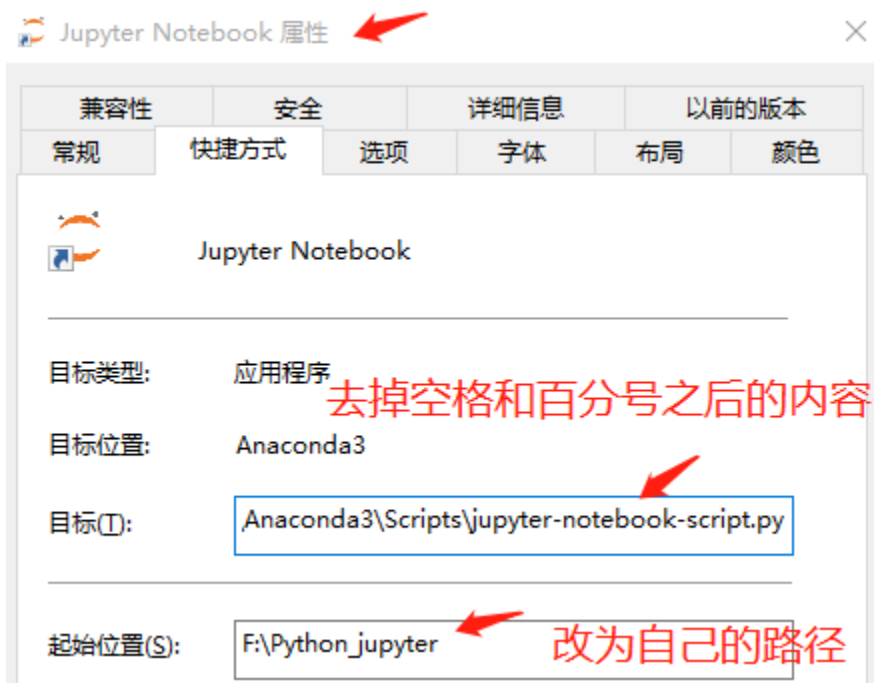 Jupyter Notebook 属性
兼容性 安全 详细信息 以前的版本
常规 快捷方式 选项 字体 布局 颜色
Jupyter Notebook
目标类型: 应用程序
去掉空格和百分号之后的内容
目标位置: Anaconda3
目标(T): Anaconda3\Scripts\jupyter-notebook-script.py
起始位置(S): F:\Python_jupyter
改为自己的路径